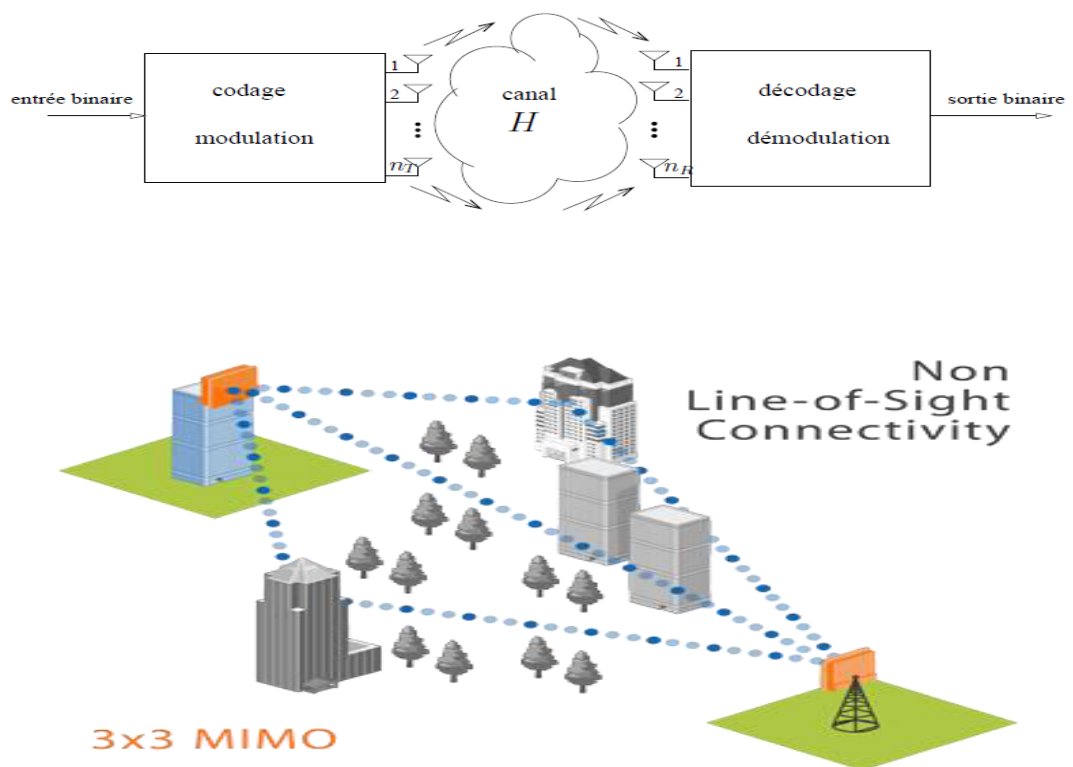 entrée binaire
codage
modulation
1
2
n_T
canal
H
1
2
n_R
décodage
démodulation
sortie binaire
Non
Line-of-Sight
Connectivity
3x3 MIMO